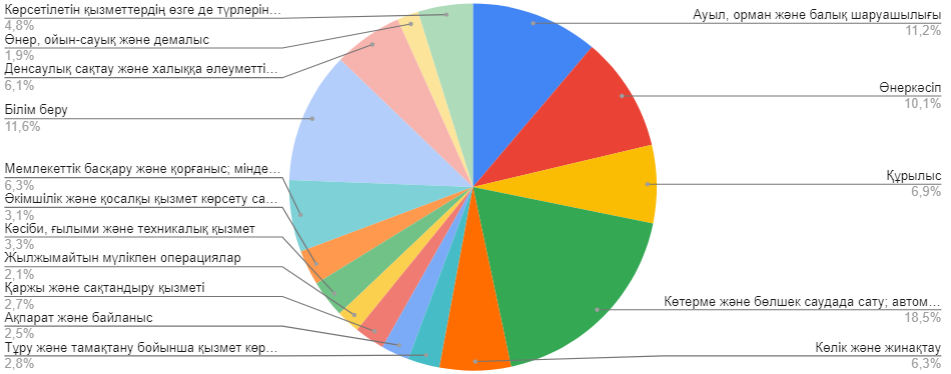 Көрсетілетін қызметтердің өзге де түрлерін…
4,8%
Өнер, ойын-сауық және демалыс
1,9%
Денсаулық сақтау және халыққа әлеуметті…
6,1%
Білім беру
11,6%
Мемлекеттік басқару және қорғаныс; мінде…
6,3%
Әкімшілік және қосалқы қызмет көрсету са…
3,1%
Кәсіби, ғылыми және техникалық қызмет
3,3%
Жылжымайтын мүлікпен операциялар
2,1%
Қаржы және сақтандыру қызметі
2,7%
Ақпарат және байланыс
2,5%
Тұру және тамақтану бойынша қызмет көр…
2,8%
Ауыл, орман және балық шаруашылығы
11,2%
Өнеркәсіп
10,1%
Құрылыс
6,9%
Көтерме және бөлшек саудада сату; автом…
18,5%
Көлік және жинақтау
6,3%